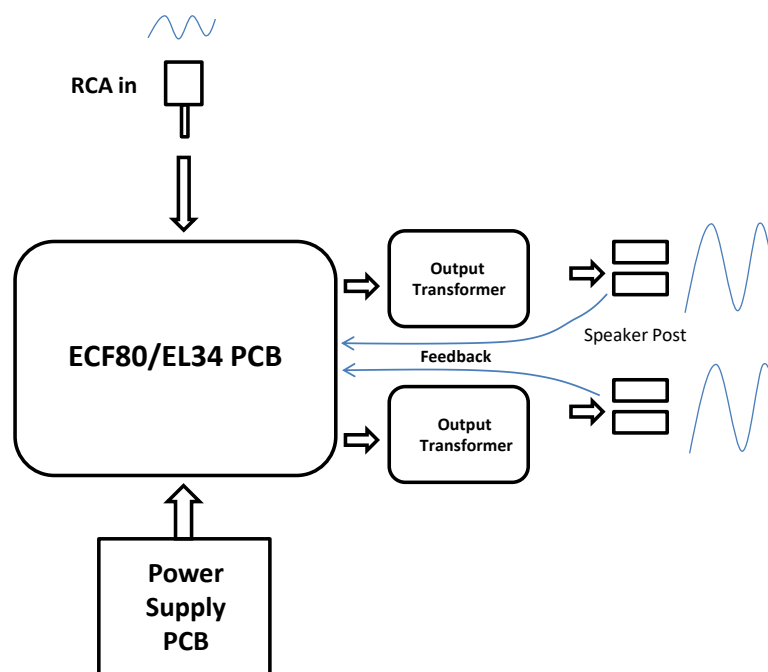 RCA in
Output
Transformer
ECF80/EL34 PCB
Speaker Post
Feedback
Output
Transformer
Power
Supply
PCB